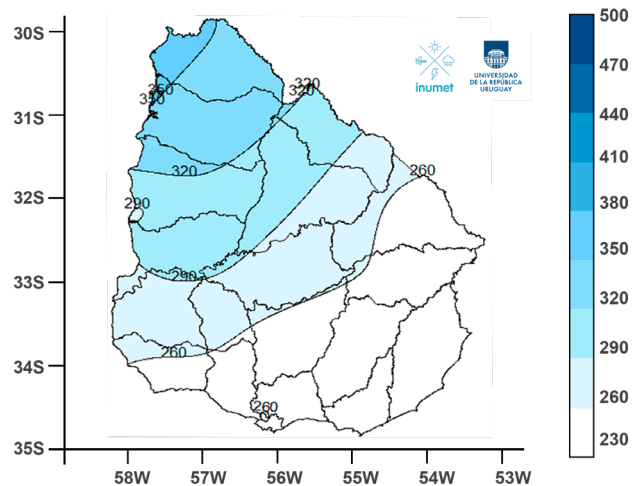 30S
31S
32S
33S
34S
35S
58W
57W
56W
55W
54W
53W
350
350
320
320
320
290
290
260
260
260
inumet
UNIVERSIDAD
DE LA REPÚBLICA
URUGUAY
500
470
440
410
380
350
320
290
260
230